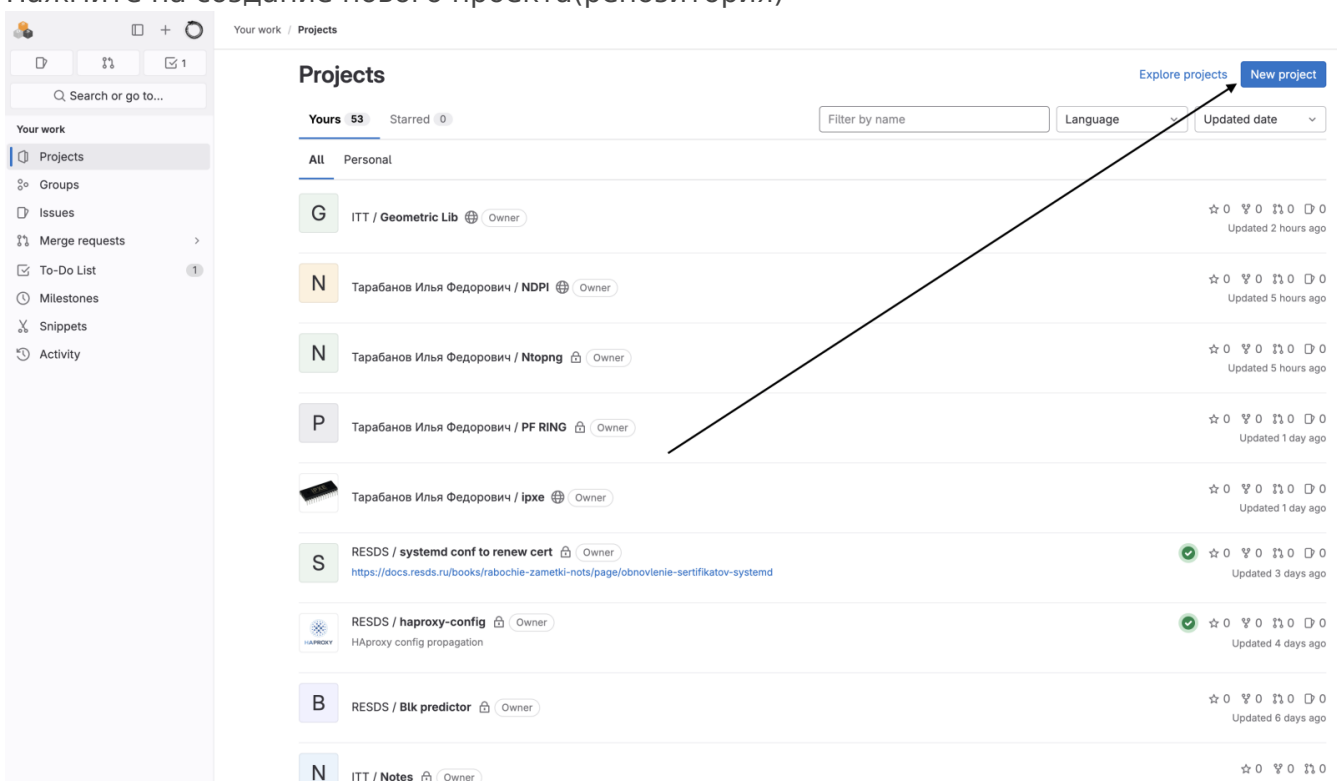 Нажмите на создание нового проекта(репозитория)
Your work / Projects
1
Search or go to...
Your work
Projects
Groups
Issues
Merge requests
To-Do List 1
Milestones
Snippets
Activity
Projects
Explore projects New project
Yours 53 Starred 0
Filter by name Language Updated date
All Personal
G ITT / Geometric Lib Owner 0 0 0 0
Updated 2 hours ago
N Тарабанов Илья Федорович / NDPI Owner 0 0 0 0
Updated 5 hours ago
N Тарабанов Илья Федорович / Ntopng Owner 0 0 0 0
Updated 5 hours ago
P Тарабанов Илья Федорович / PF RING Owner 0 0 0 0
Updated 1 day ago
Тарабанов Илья Федорович / ipxe Owner 0 0 0 0
Updated 1 day ago
S RESDS / systemd conf to renew cert Owner 0 0 0 0
https://docs.resds.ru/books/rabochie-zametki-nots/page/obnovlenie-sertifikatov-systemd
Updated 3 days ago
HAPROXY RESDS / haproxy-config Owner 0 0 0 0
HAproxy config propagation
Updated 4 days ago
B RESDS / Blk predictor Owner 0 0 0 0
Updated 6 days ago
N ITT / Notes Owner 0 0 0